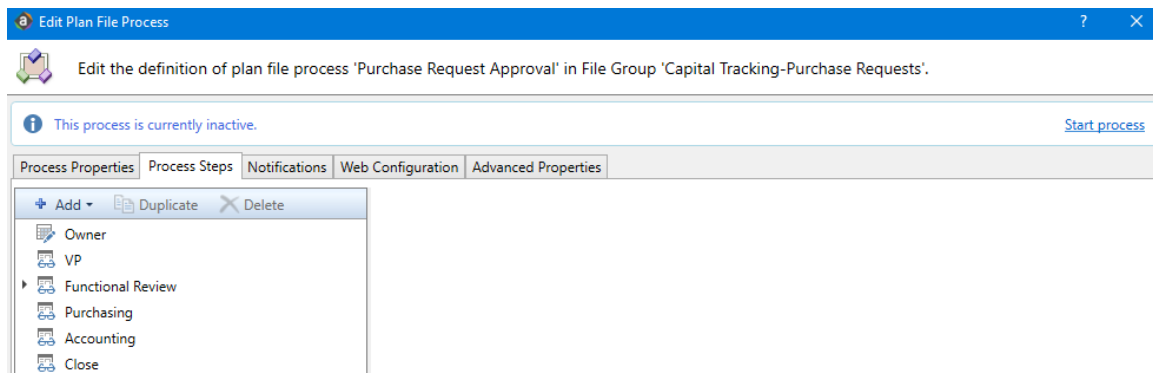 Edit Plan File Process ?
Edit the definition of plan file process 'Purchase Request Approval' in File Group 'Capital Tracking-Purchase Requests'.
This process is currently inactive. Start process
Process Properties Process Steps Notifications Web Configuration Advanced Properties
Add Duplicate Delete
Owner
VP
Functional Review
Purchasing
Accounting
Close